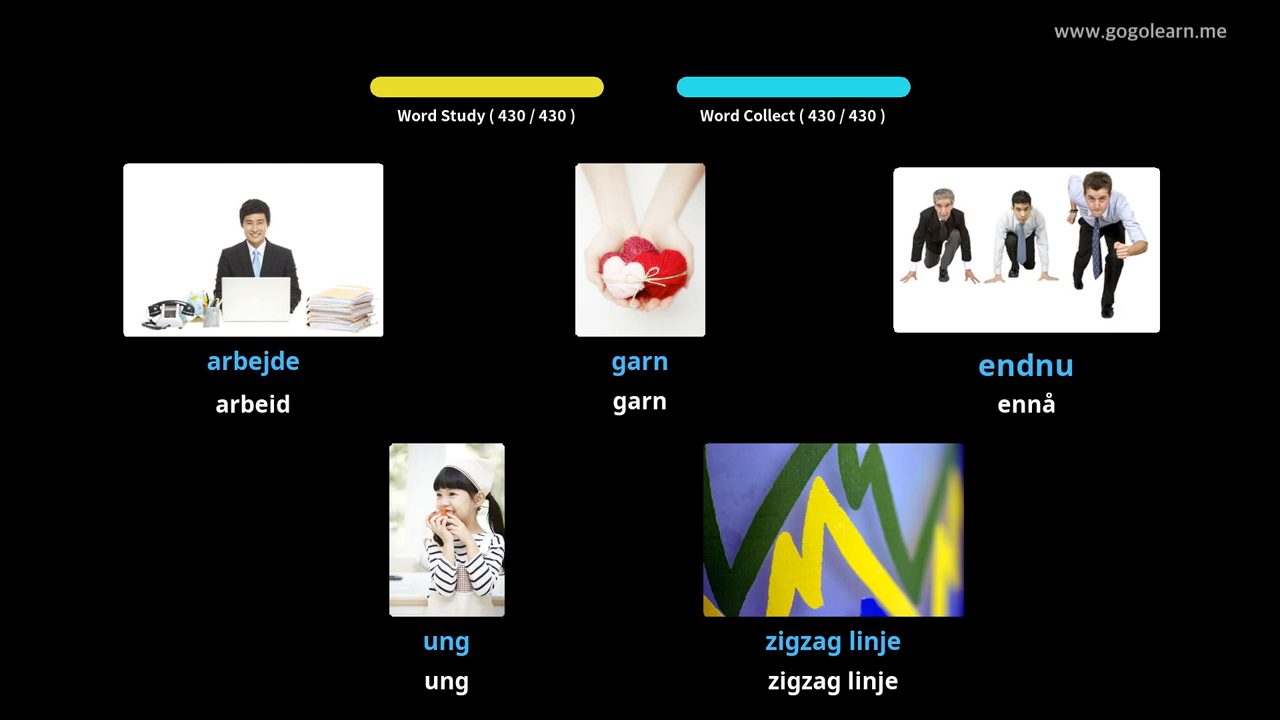 www.gogolearn.me
Word Study ( 430 / 430 )
Word Collect ( 430 / 430 )
arbejde
arbeid
garn
garn
endnu
ennå
ung
ung
zigzag linje
zigzag linje